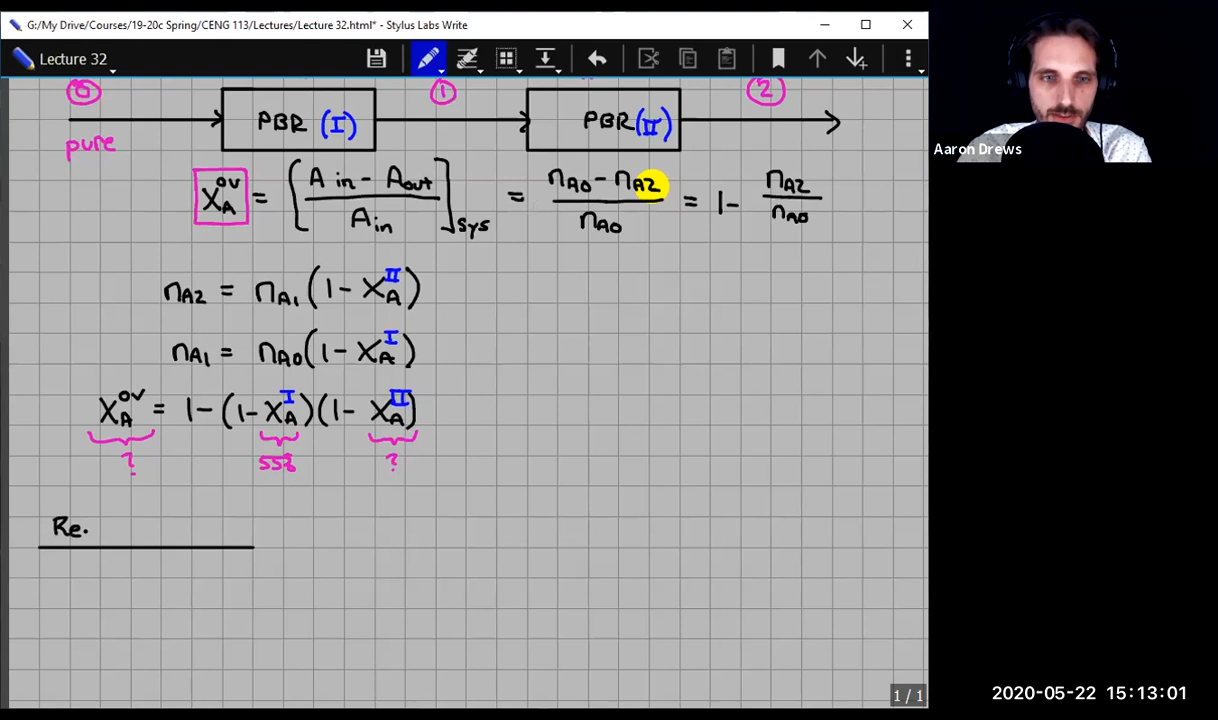 G:/My Drive/Courses/19-20c Spring/CENG 113/Lectures/Lecture 32.html* - Stylus Labs Write
Lecture 32
0 1 2
PBR (I) PBR (II)
pure
Aaron Drews
X_A^ov = [(A in - A out)/(A in)]_sys = (n_A0 - n_A2)/n_A0 = 1 - n_A2/n_A0
n_A2 = n_A1 (1 - X_A^II)
n_A1 = n_A0 (1 - X_A^I)
X_A^ov = 1 - (1 - X_A^I)(1 - X_A^II)
? 55% ?
Re.
1 / 1
2020-05-22 15:13:01